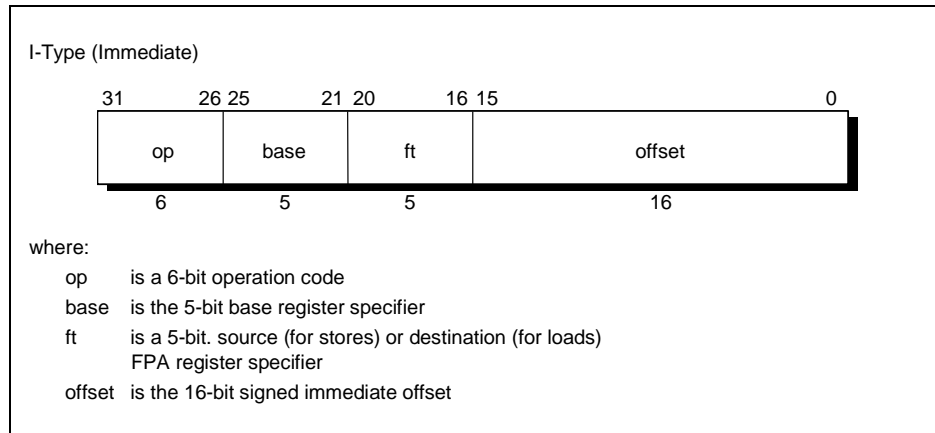 I-Type (Immediate)
31 26 25 21 20 16 15 0
op base ft offset
6 5 5 16
where:
op is a 6-bit operation code
base is the 5-bit base register specifier
ft is a 5-bit. source (for stores) or destination (for loads)
FPA register specifier
offset is the 16-bit signed immediate offset